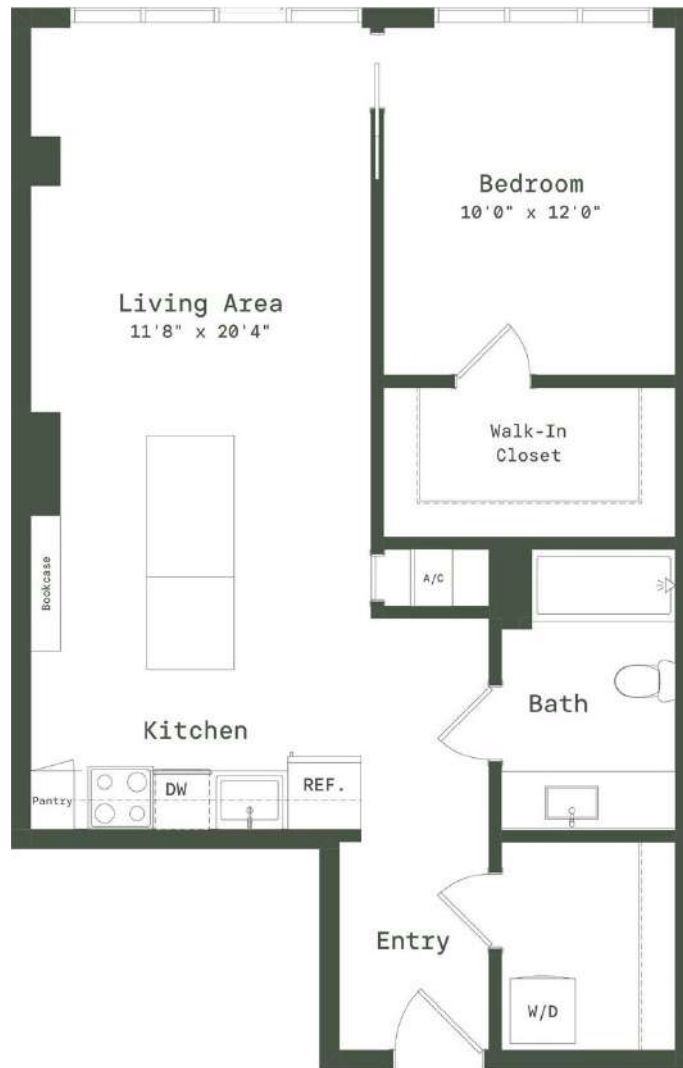 Bedroom
10'0" x 12'0"
Living Area
11'8" x 20'4"
Walk-In
Closet
Bookcase
A/C
Bath
Kitchen
Pantry
DW
REF.
Entry
W/D